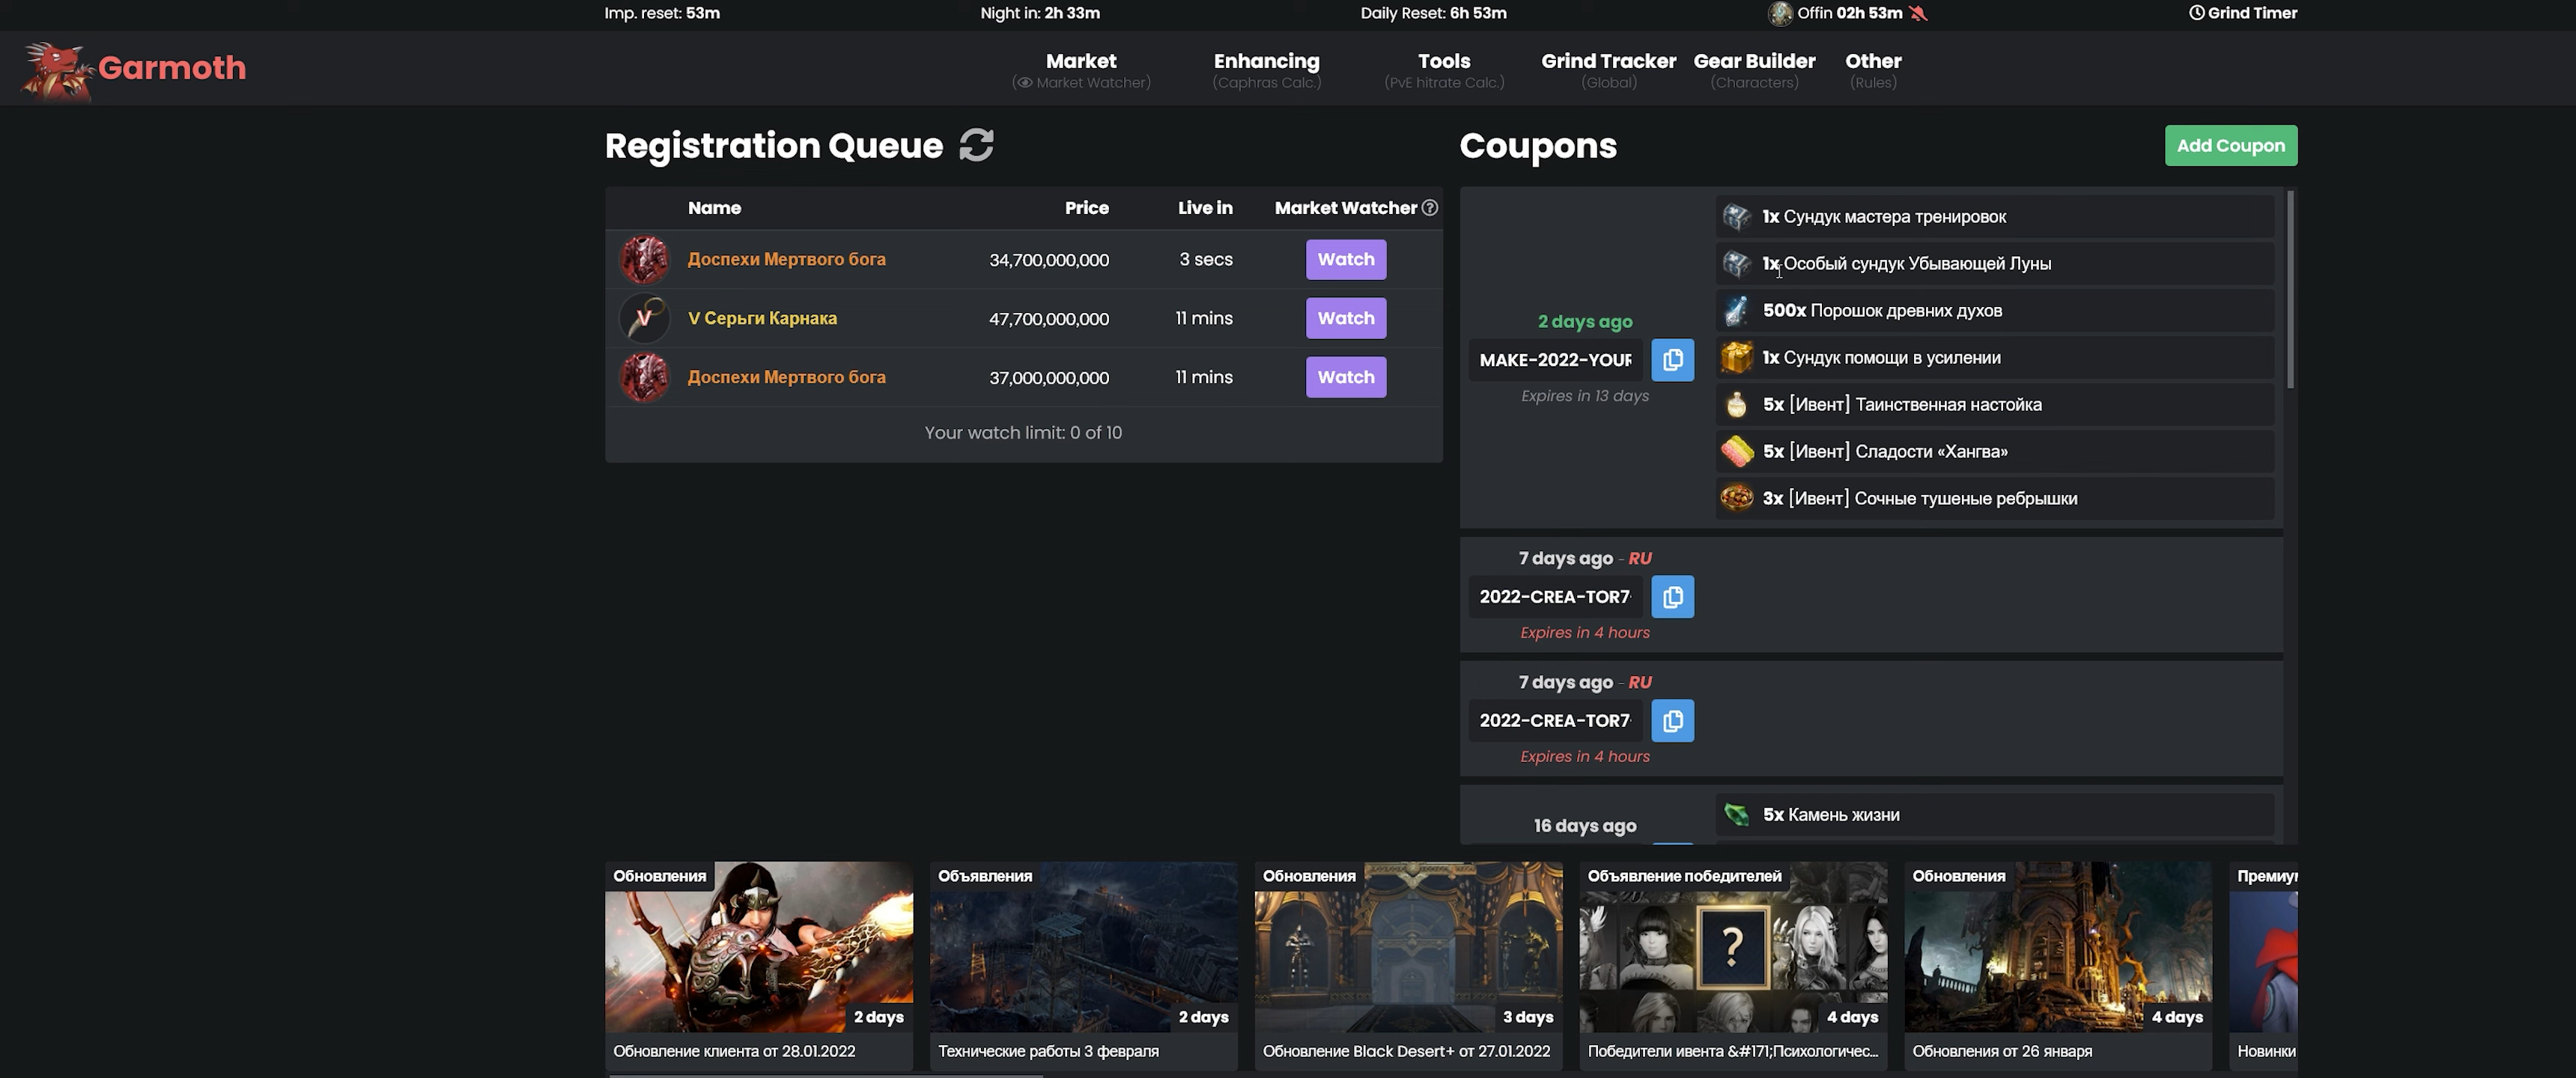 Imp. reset: 53m
Night in: 2h 33m
Daily Reset: 6h 53m
Offin 02h 53m
Grind Timer
Garmoth
Market
(Market Watcher)
Enhancing
(Caphras Calc.)
Tools
(PvE hitrate Calc.)
Grind Tracker
(Global)
Gear Builder
(Characters)
Other
(Rules)
Registration Queue
Name Price Live in Market Watcher
Доспехи Мертвого бога 34,700,000,000 3 secs Watch
V
V Серьги Карнака 47,700,000,000 11 mins Watch
Доспехи Мертвого бога 37,000,000,000 11 mins Watch
Your watch limit: 0 of 10
Coupons
Add Coupon
2 days ago
MAKE-2022-YOUR
Expires in 13 days
1x Сундук мастера тренировок
1x Особый сундук Убывающей Луны
500x Порошок древних духов
1x Сундук помощи в усилении
5x [Ивент] Таинственная настойка
5x [Ивент] Сладости «Хангва»
3x [Ивент] Сочные тушеные ребрышки
7 days ago - RU
2022-CREA-TOR7
Expires in 4 hours
7 days ago - RU
2022-CREA-TOR7
Expires in 4 hours
16 days ago
5x Камень жизни
Обновления
2 days
Обновление клиента от 28.01.2022
Объявления
2 days
Технические работы 3 февраля
Обновления
3 days
Обновление Black Desert+ от 27.01.2022
Объявление победителей
?
4 days
Победители ивента &#171;Психологичес...
Обновления
4 days
Обновления от 26 января
Премиу
Новинки